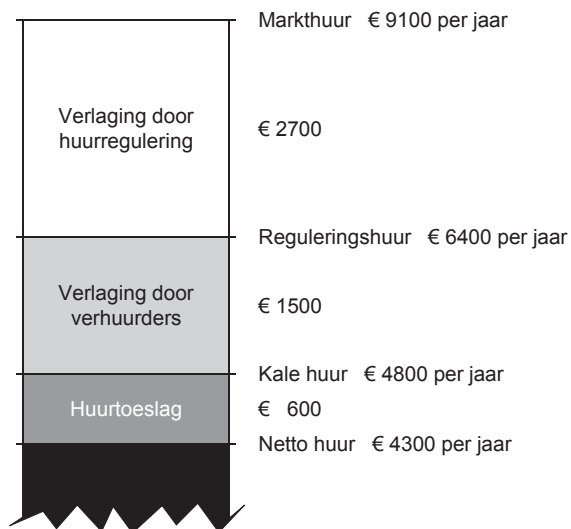 Markthuur € 9100 per jaar
Verlaging door
huurregulering
€ 2700
Reguleringshuur € 6400 per jaar
Verlaging door
verhuurders
€ 1500
Kale huur € 4800 per jaar
Huurtoeslag
€ 600
Netto huur € 4300 per jaar